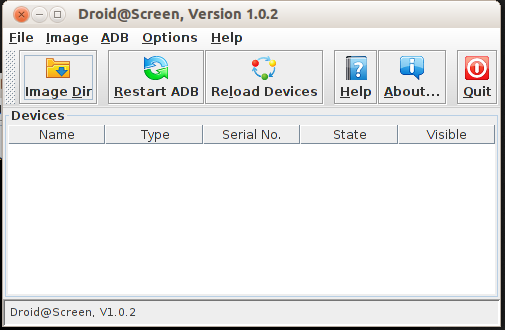 Droid@Screen, Version 1.0.2
File Image ADB Options Help
Image Dir Restart ADB Reload Devices Help About... Quit
Devices
Name Type Serial No. State Visible
Droid@Screen, V1.0.2